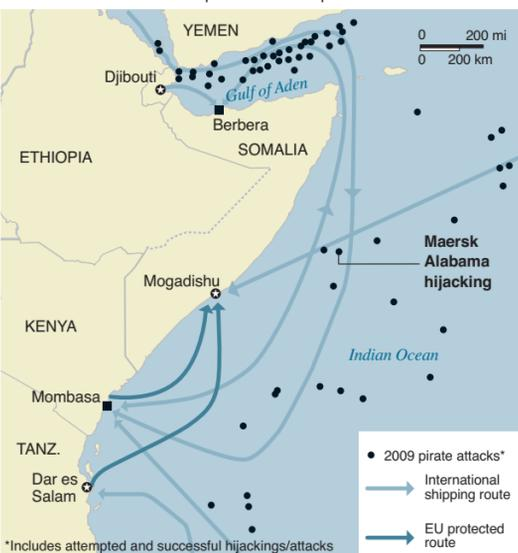 YEMEN
0 200 mi
0 200 km
Djibouti
Gulf of Aden
Berbera
ETHIOPIA
SOMALIA
Maersk
Alabama
hijacking
Mogadishu
KENYA
Indian Ocean
Mombasa
TANZ.
Dar es
Salam
2009 pirate attacks*
International
shipping route
EU protected
route
*Includes attempted and successful hijackings/attacks